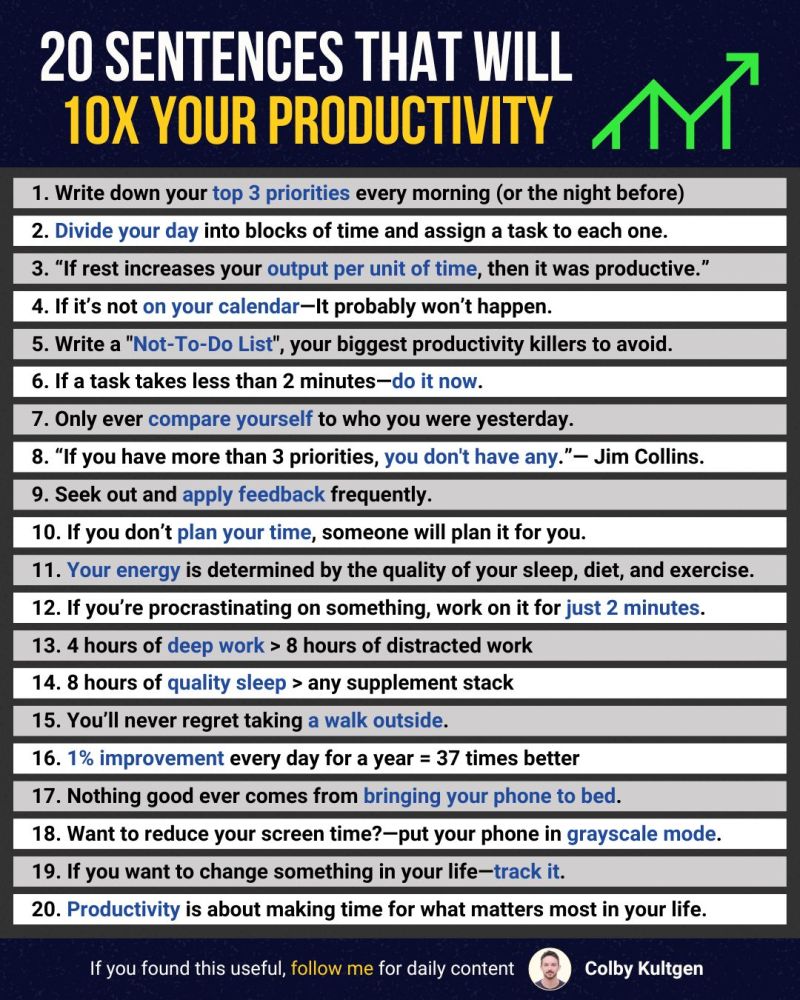 20 SENTENCES THAT WILL
10X YOUR PRODUCTIVITY
1. Write down your top 3 priorities every morning (or the night before)
2. Divide your day into blocks of time and assign a task to each one.
3. “If rest increases your output per unit of time, then it was productive.”
4. If it’s not on your calendar—It probably won’t happen.
5. Write a "Not-To-Do List", your biggest productivity killers to avoid.
6. If a task takes less than 2 minutes—do it now.
7. Only ever compare yourself to who you were yesterday.
8. “If you have more than 3 priorities, you don't have any.”— Jim Collins.
9. Seek out and apply feedback frequently.
10. If you don’t plan your time, someone will plan it for you.
11. Your energy is determined by the quality of your sleep, diet, and exercise.
12. If you’re procrastinating on something, work on it for just 2 minutes.
13. 4 hours of deep work > 8 hours of distracted work
14. 8 hours of quality sleep > any supplement stack
15. You’ll never regret taking a walk outside.
16. 1% improvement every day for a year = 37 times better
17. Nothing good ever comes from bringing your phone to bed.
18. Want to reduce your screen time?—put your phone in grayscale mode.
19. If you want to change something in your life—track it.
20. Productivity is about making time for what matters most in your life.
If you found this useful, follow me for daily content Colby Kultgen